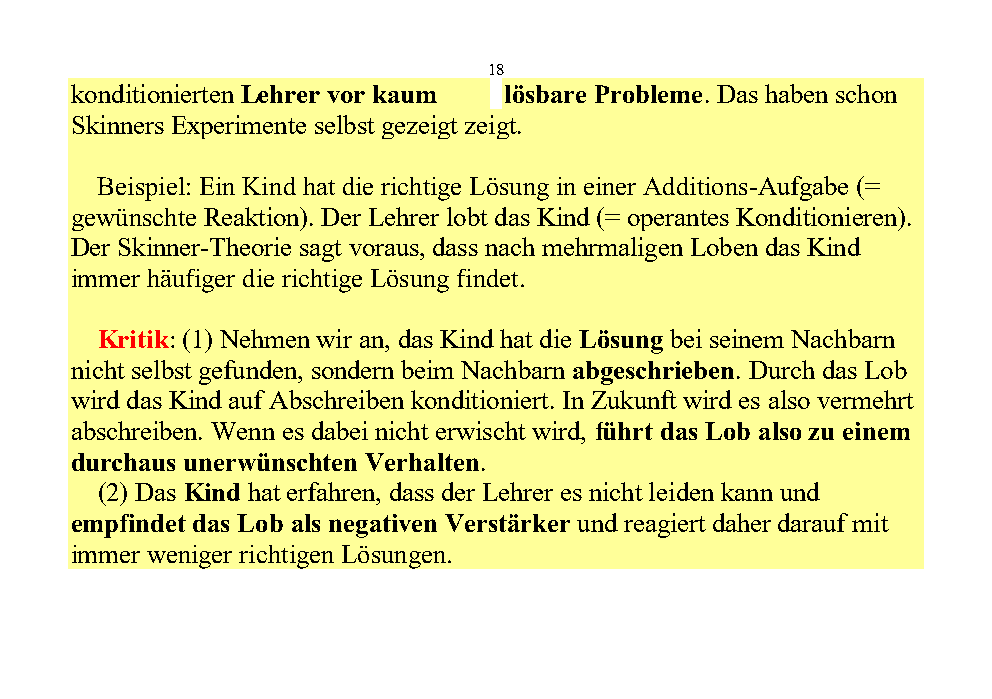 18
konditionierten Lehrer vor kaum lösbare Probleme. Das haben schon
Skinners Experimente selbst gezeigt zeigt.
Beispiel: Ein Kind hat die richtige Lösung in einer Additions-Aufgabe (=
gewünschte Reaktion). Der Lehrer lobt das Kind (= operantes Konditionieren).
Der Skinner-Theorie sagt voraus, dass nach mehrmaligen Loben das Kind
immer häufiger die richtige Lösung findet.
Kritik: (1) Nehmen wir an, das Kind hat die Lösung bei seinem Nachbarn
nicht selbst gefunden, sondern beim Nachbarn abgeschrieben. Durch das Lob
wird das Kind auf Abschreiben konditioniert. In Zukunft wird es also vermehrt
abschreiben. Wenn es dabei nicht erwischt wird, führt das Lob also zu einem
durchaus unerwünschten Verhalten.
(2) Das Kind hat erfahren, dass der Lehrer es nicht leiden kann und
empfindet das Lob als negativen Verstärker und reagiert daher darauf mit
immer weniger richtigen Lösungen.